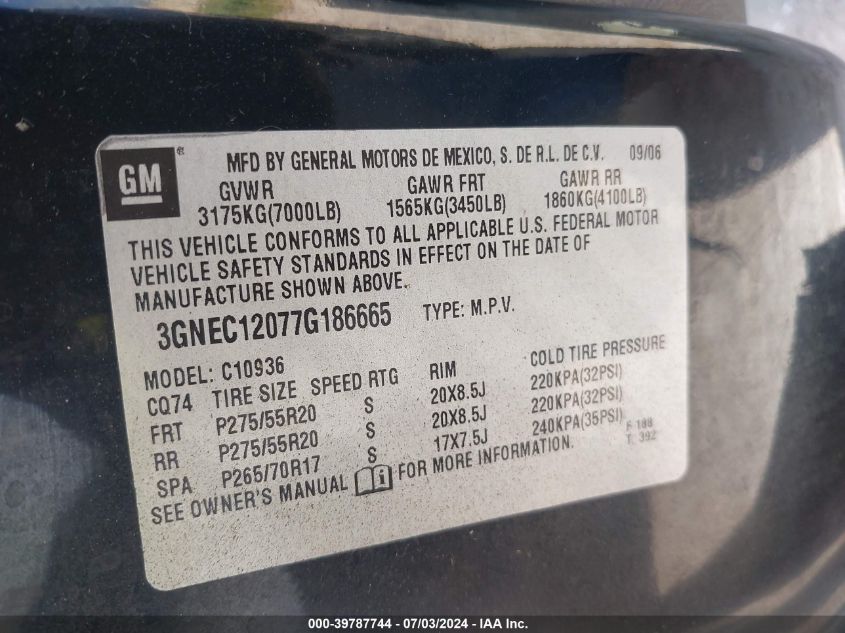 GM ® MFD BY GENERAL MOTORS DE MEXICO, S. DE R.L. DE C.V. 09/06
GVWR GAWR FRT GAWR RR
3175KG(7000LB) 1565KG(3450LB) 1860KG(4100LB)
THIS VEHICLE CONFORMS TO ALL APPLICABLE U.S. FEDERAL MOTOR
VEHICLE SAFETY STANDARDS IN EFFECT ON THE DATE OF
MANUFACTURE SHOWN ABOVE.
3GNEC12077G186665 TYPE: M.P.V.
MODEL: C10936
CQ74 TIRE SIZE SPEED RTG RIM COLD TIRE PRESSURE
FRT P275/55R20 S 20X8.5J 220KPA(32PSI)
RR P275/55R20 S 20X8.5J 220KPA(32PSI)
SPA P265/70R17 S 17X7.5J 240KPA(35PSI)
SEE OWNER'S MANUAL i FOR MORE INFORMATION.
F: 188
T: 392
000-39787744 - 07/03/2024 - IAA Inc.